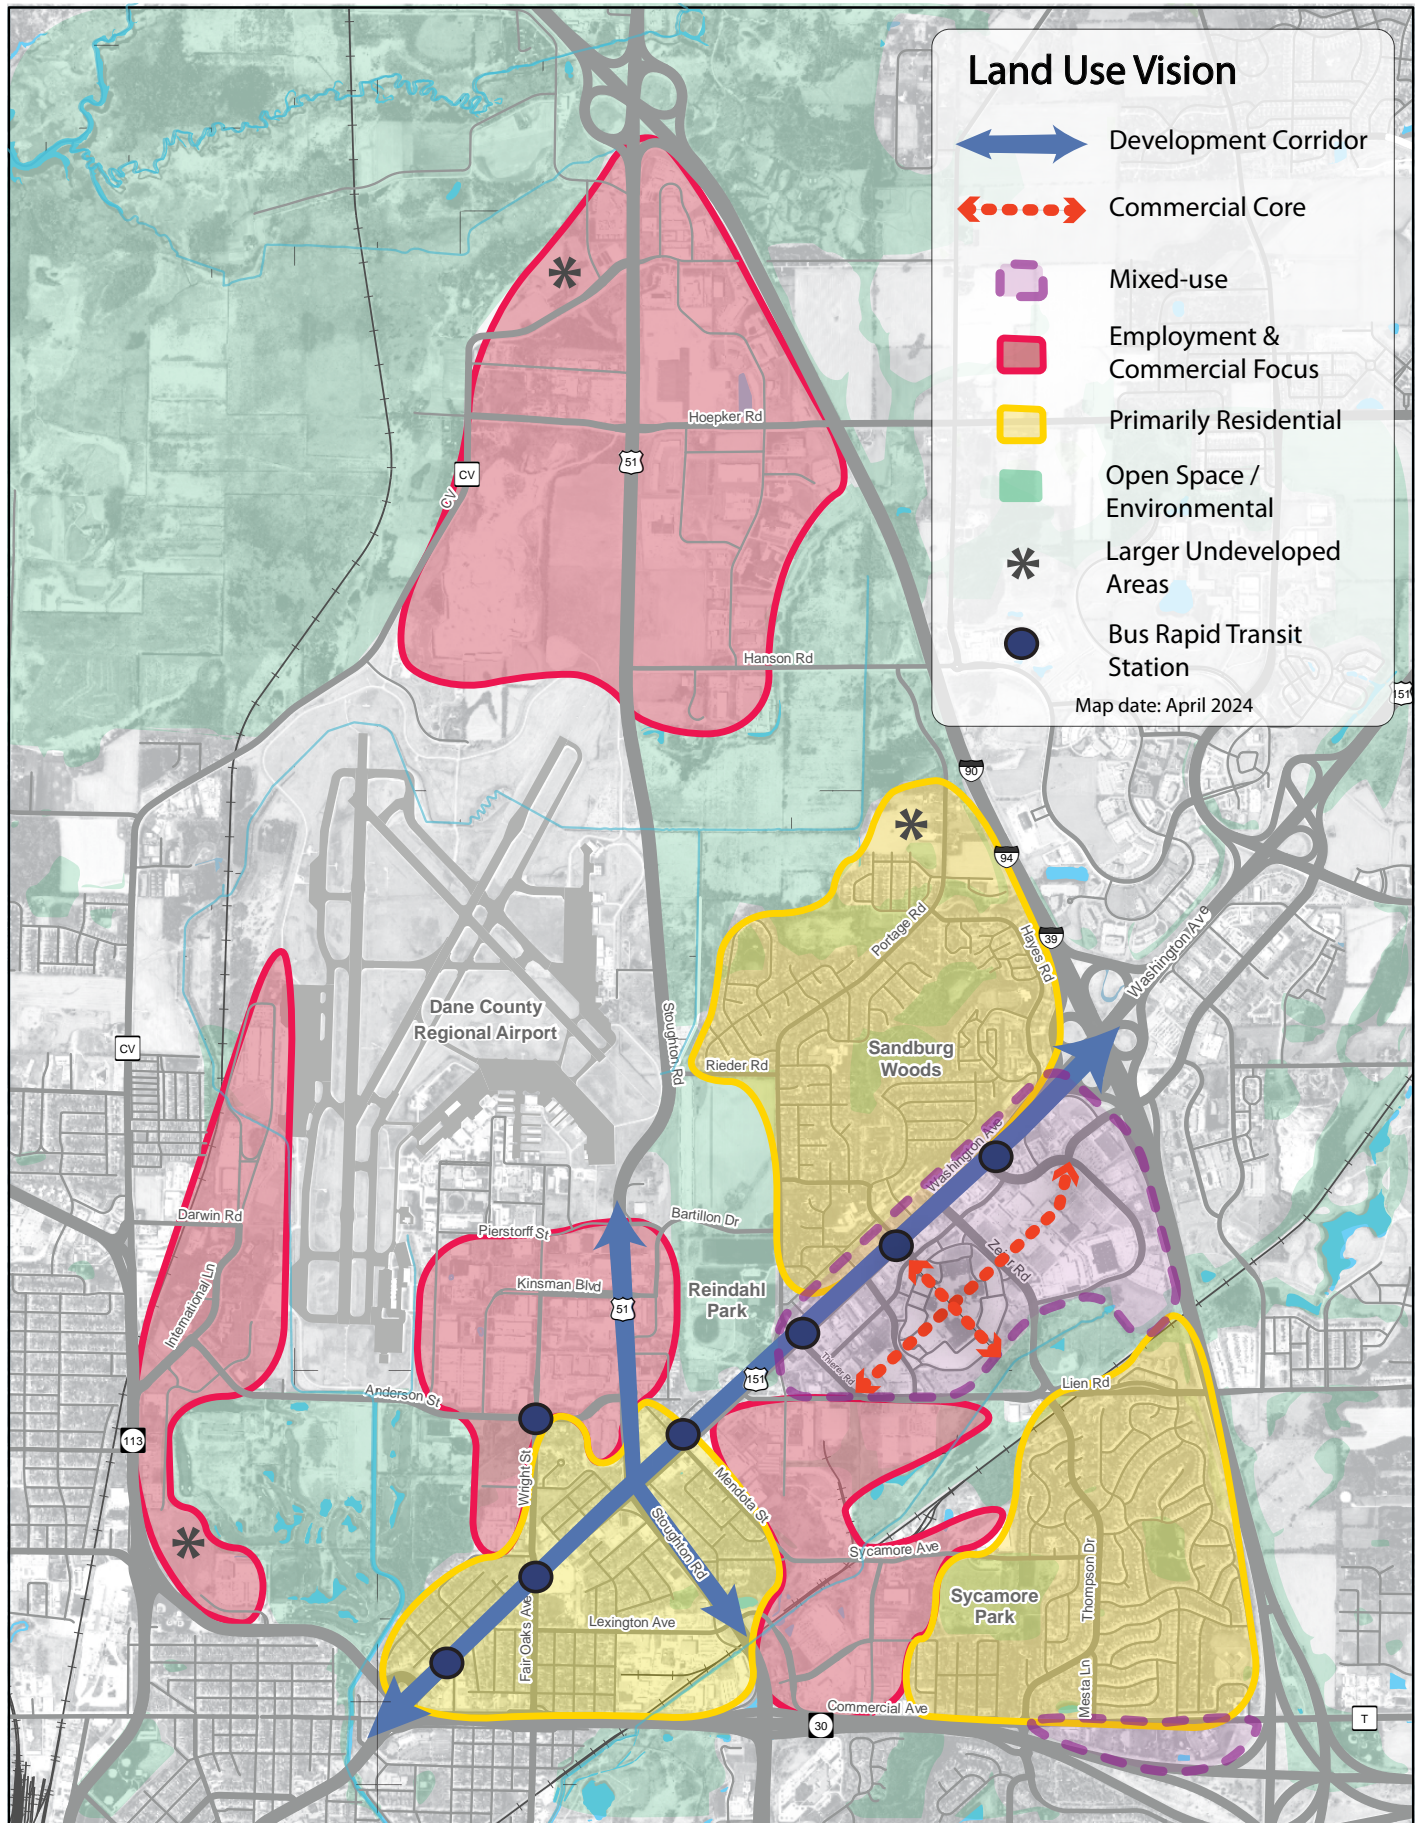 Land Use Vision
Development Corridor
Commercial Core
Mixed-use
Employment &
Commercial Focus
Primarily Residential
Open Space /
Environmental
Larger Undeveloped
Areas
Bus Rapid Transit
Station
Map date: April 2024
Hoepker Rd
51
CV
CV
Hanson Rd
151
90
94
Portage Rd
Hayes Rd
39
Washington Ave
Dane County
Regional Airport
Stoughton Rd
CV
Sandburg
Woods
Rieder Rd
Washington Ave
Darwin Rd
Bartillon Dr
Pierstorff St
Zeier Rd
International Ln
Kinsman Blvd
Reindahl
Park
51
Thierer Rd
151
Lien Rd
Anderson St
113
Wright St
Mendota St
Stoughton Rd
Sycamore Ave
Thompson Dr
Sycamore
Park
Lexington Ave
Fair Oaks Ave
Mesta Ln
Commercial Ave
30
T